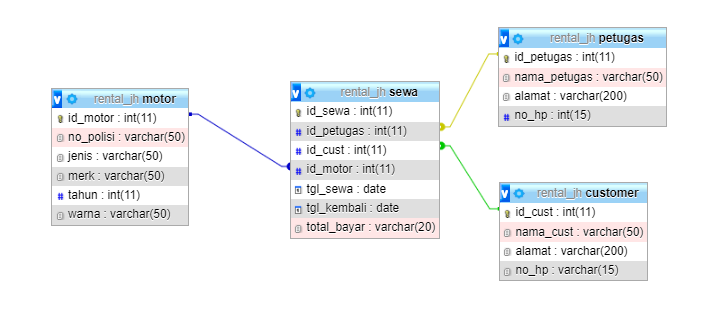 rental_jh motor
id_motor : int(11)
no_polisi : varchar(50)
jenis : varchar(50)
merk : varchar(50)
tahun : int(11)
warna : varchar(50)
rental_jh sewa
id_sewa : int(11)
id_petugas : int(11)
id_cust : int(11)
id_motor : int(11)
tgl_sewa : date
tgl_kembali : date
total_bayar : varchar(20)
rental_jh petugas
id_petugas : int(11)
nama_petugas : varchar(50)
alamat : varchar(200)
no_hp : int(15)
rental_jh customer
id_cust : int(11)
nama_cust : varchar(50)
alamat : varchar(200)
no_hp : varchar(15)